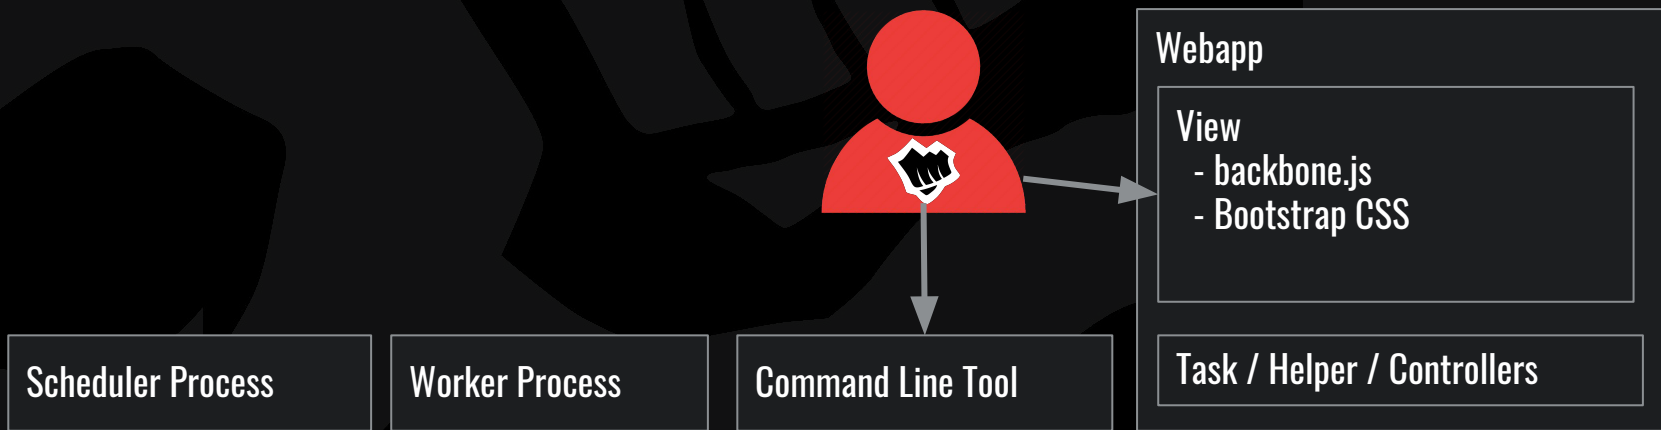 Webapp
View
- backbone.js
- Bootstrap CSS
Scheduler Process
Worker Process
Command Line Tool
Task / Helper / Controllers